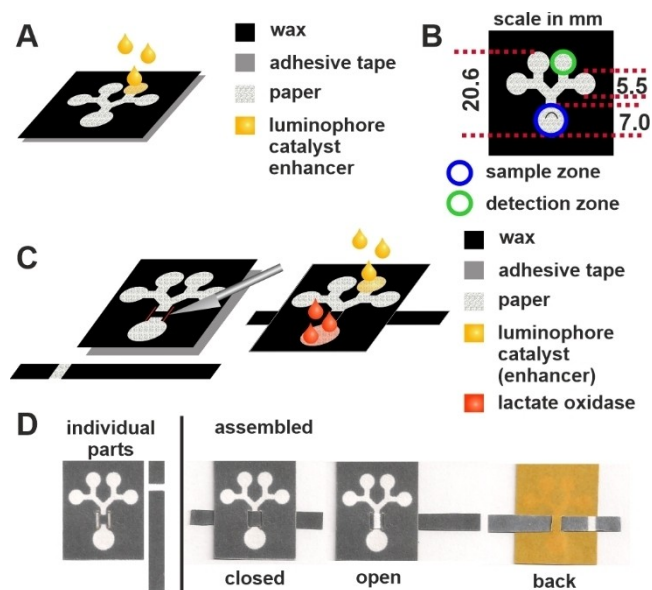 A
wax
adhesive tape
paper
luminophore
catalyst
enhancer
B
scale in mm
20.6
5.5
7.0
sample zone
detection zone
C
wax
adhesive tape
paper
luminophore
catalyst
(enhancer)
lactate oxidase
D
individual
parts
assembled
closed
open
back